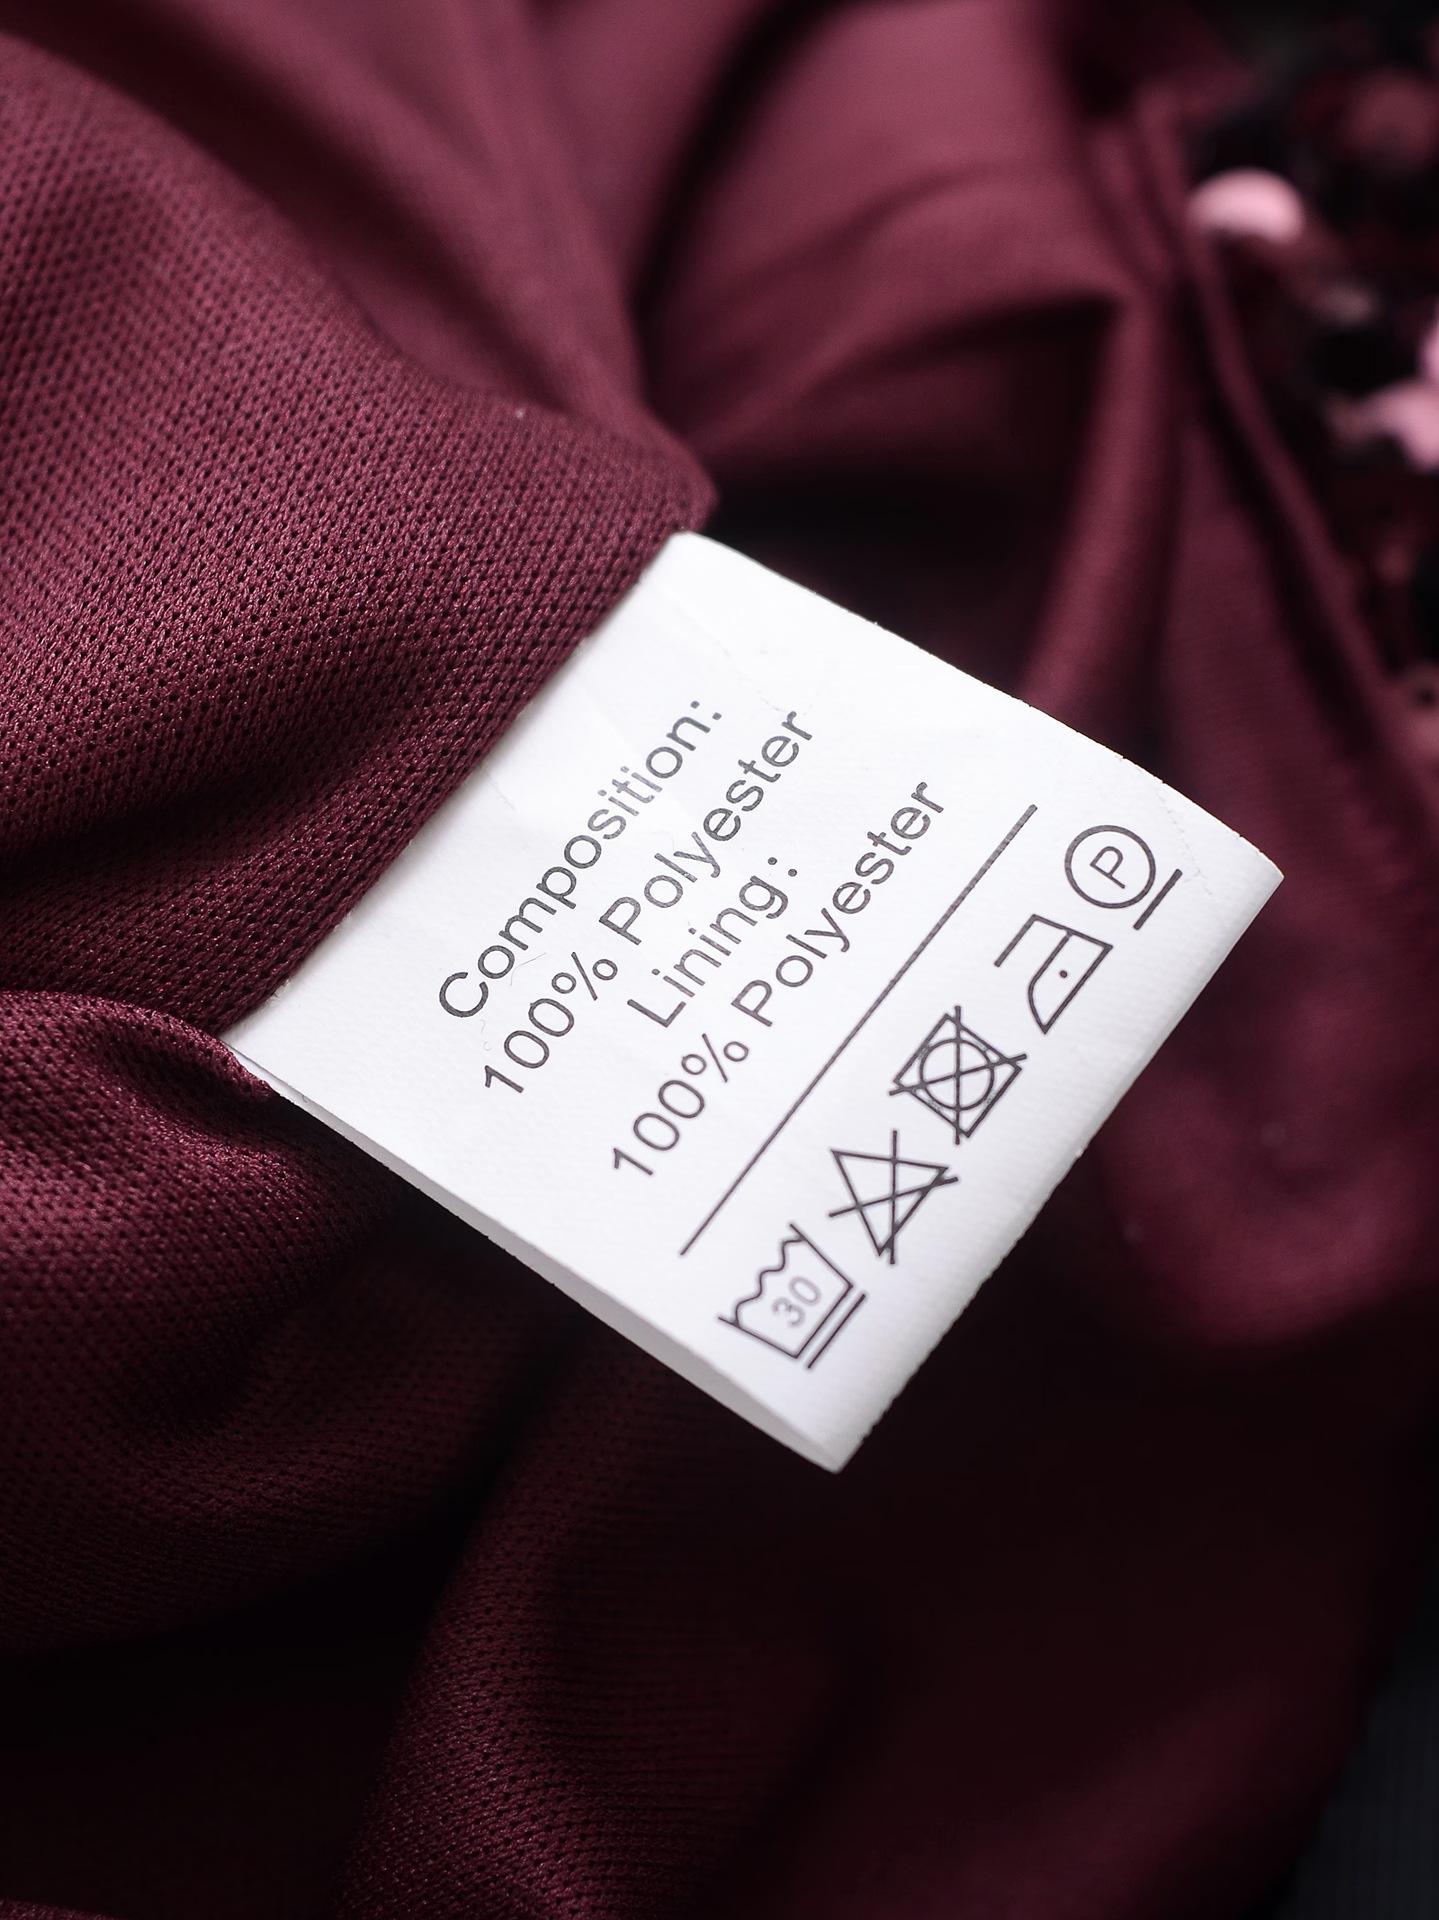 Composition:
100% Polyester
Lining:
100% Polyester
30
P